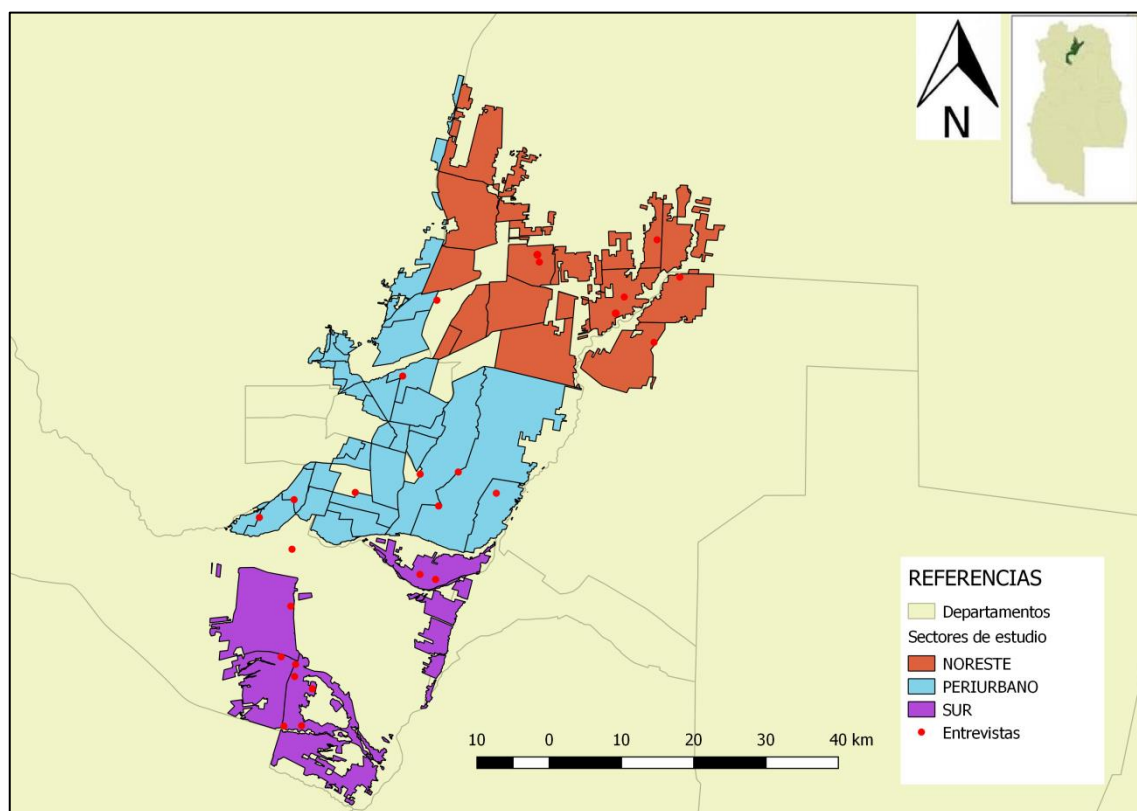 N
REFERENCIAS
Departamentos
Sectores de estudio
NORESTE
PERIURBANO
SUR
Entrevistas
10 0 10 20 30 40 km